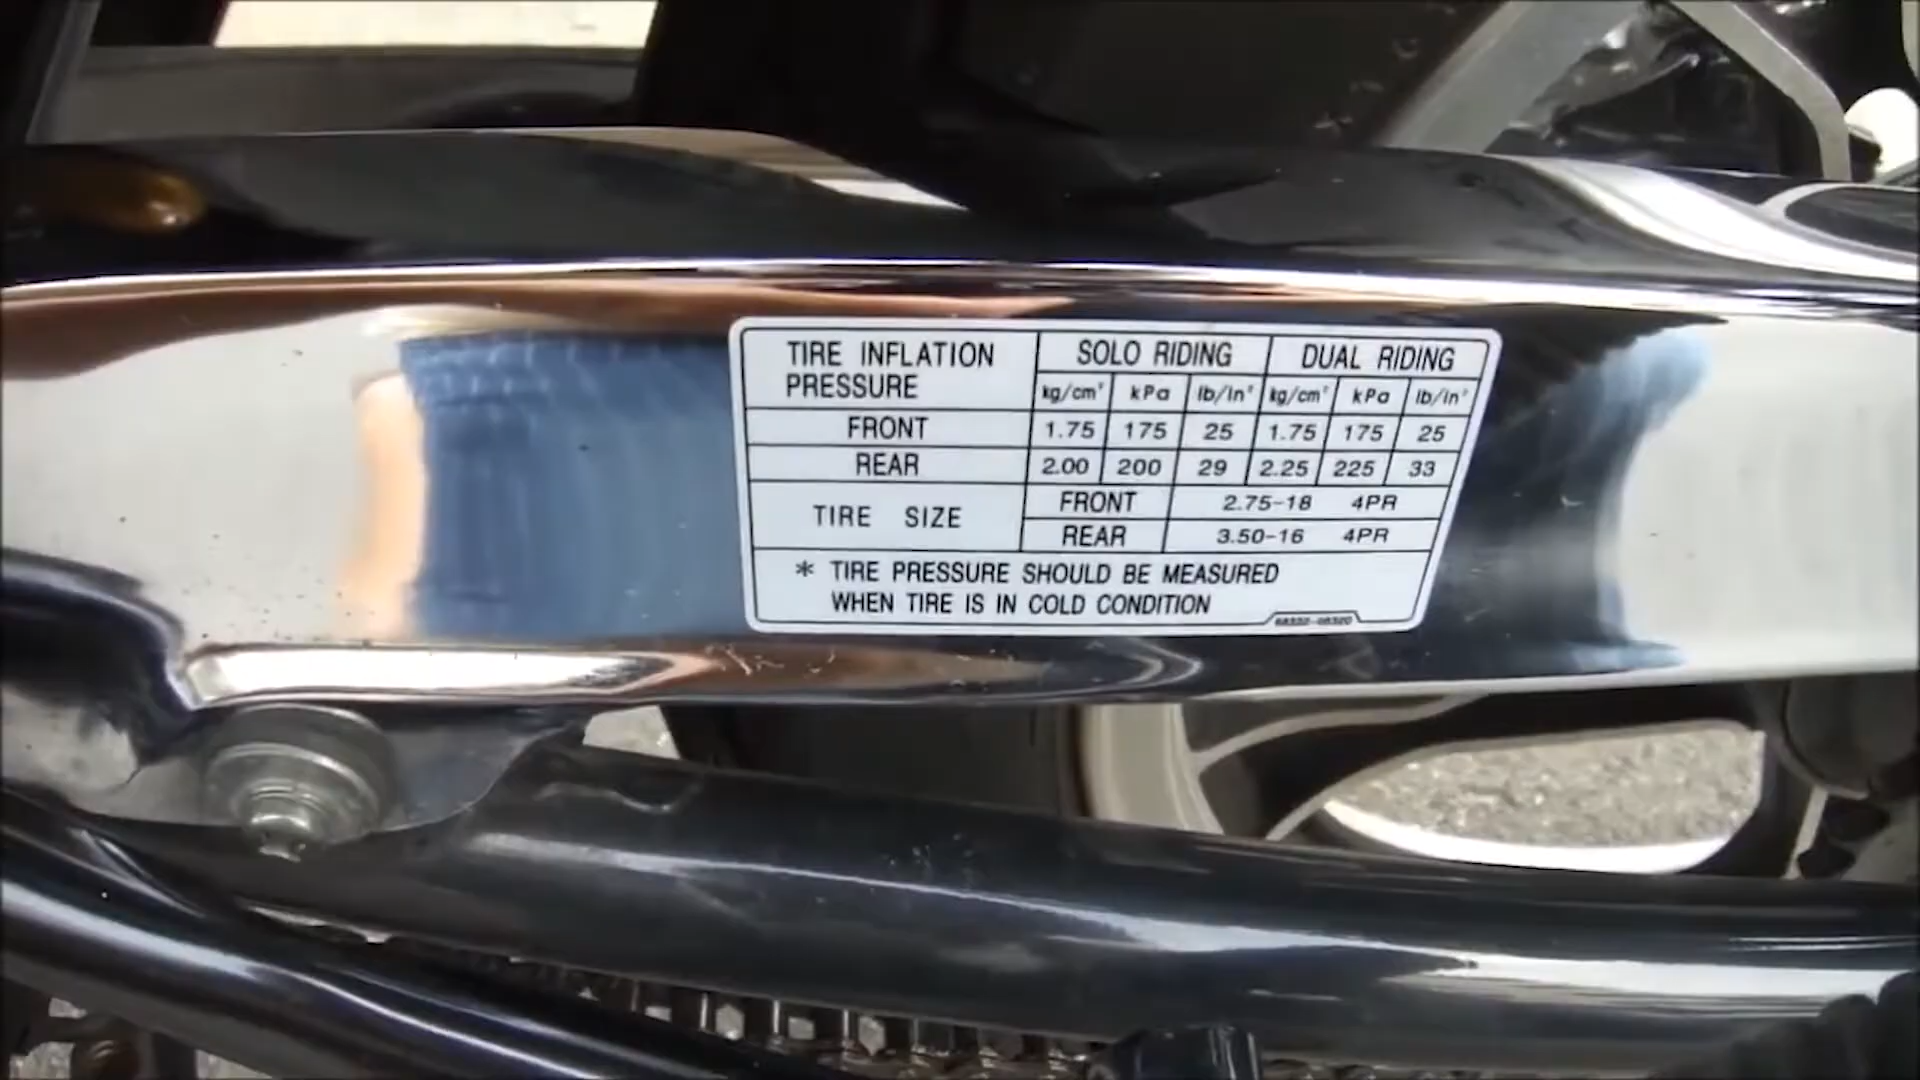 TIRE INFLATION PRESSURE SOLO RIDING DUAL RIDING
kg/cm² kPa lb/in² kg/cm² kPa lb/in²
FRONT 1.75 175 25 1.75 175 25
REAR 2.00 200 29 2.25 225 33
TIRE SIZE FRONT 2.75-18 4PR
REAR 3.50-16 4PR
* TIRE PRESSURE SHOULD BE MEASURED
WHEN TIRE IS IN COLD CONDITION